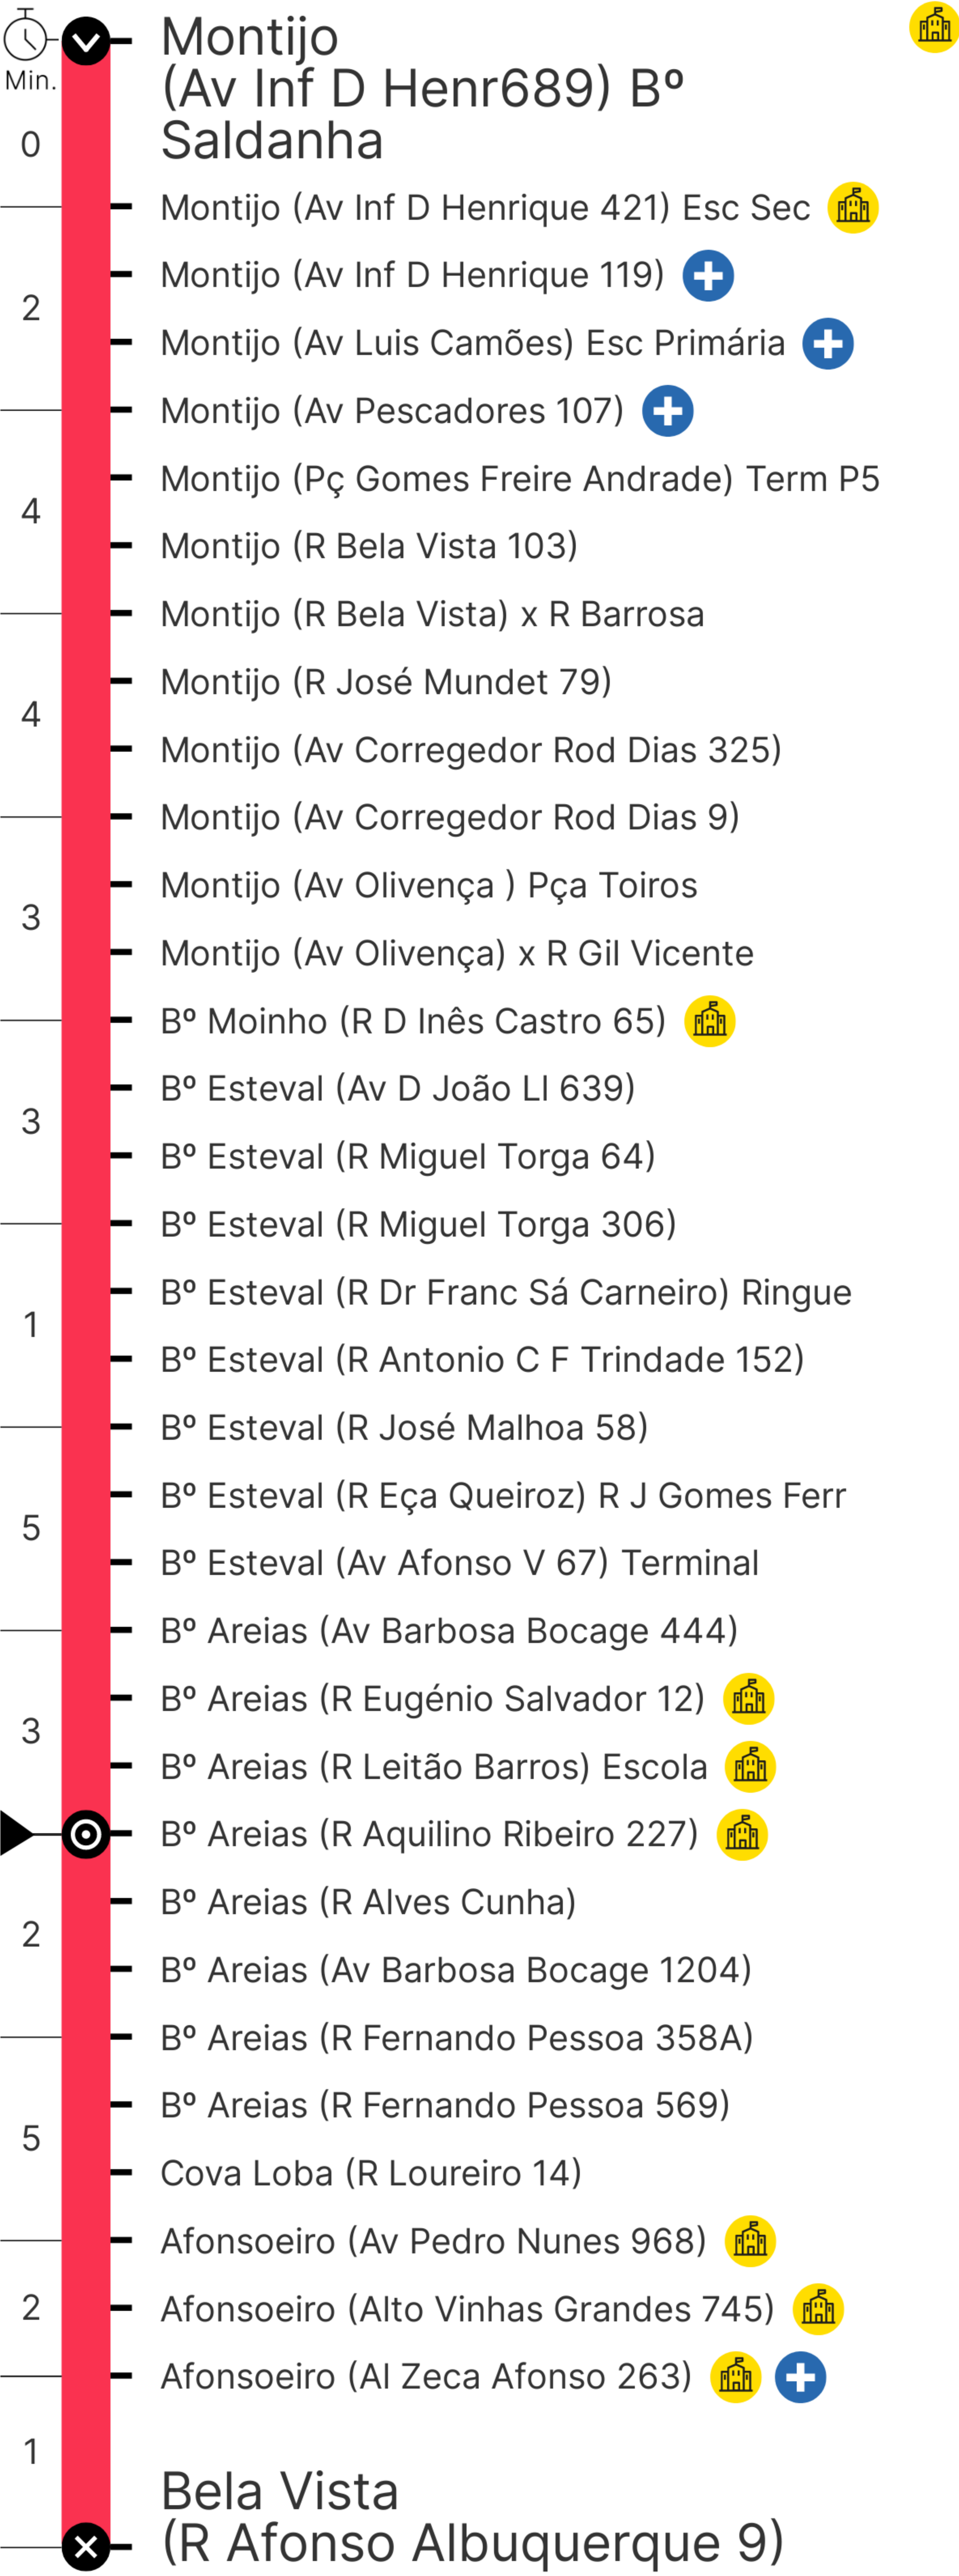 Min.
Montijo
(Av Inf D Henr689) Bº
Saldanha
0
Montijo (Av Inf D Henrique 421) Esc Sec
Montijo (Av Inf D Henrique 119)
2
Montijo (Av Luis Camões) Esc Primária
Montijo (Av Pescadores 107)
Montijo (Pç Gomes Freire Andrade) Term P5
4
Montijo (R Bela Vista 103)
Montijo (R Bela Vista) x R Barrosa
Montijo (R José Mundet 79)
4
Montijo (Av Corregedor Rod Dias 325)
Montijo (Av Corregedor Rod Dias 9)
Montijo (Av Olivença ) Pça Toiros
3
Montijo (Av Olivença) x R Gil Vicente
Bº Moinho (R D Inês Castro 65)
Bº Esteval (Av D João Ll 639)
3
Bº Esteval (R Miguel Torga 64)
Bº Esteval (R Miguel Torga 306)
Bº Esteval (R Dr Franc Sá Carneiro) Ringue
1
Bº Esteval (R Antonio C F Trindade 152)
Bº Esteval (R José Malhoa 58)
Bº Esteval (R Eça Queiroz) R J Gomes Ferr
5
Bº Esteval (Av Afonso V 67) Terminal
Bº Areias (Av Barbosa Bocage 444)
Bº Areias (R Eugénio Salvador 12)
3
Bº Areias (R Leitão Barros) Escola
Bº Areias (R Aquilino Ribeiro 227)
Bº Areias (R Alves Cunha)
2
Bº Areias (Av Barbosa Bocage 1204)
Bº Areias (R Fernando Pessoa 358A)
Bº Areias (R Fernando Pessoa 569)
5
Cova Loba (R Loureiro 14)
Afonsoeiro (Av Pedro Nunes 968)
2
Afonsoeiro (Alto Vinhas Grandes 745)
Afonsoeiro (Al Zeca Afonso 263)
1
Bela Vista
(R Afonso Albuquerque 9)